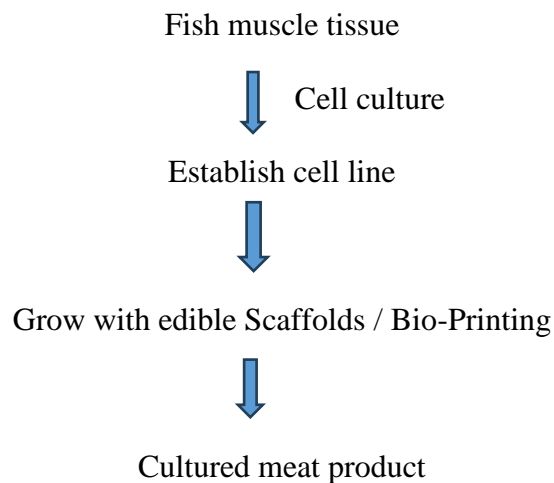 Fish muscle tissue
Cell culture
Establish cell line
Grow with edible Scaffolds / Bio-Printing
Cultured meat product